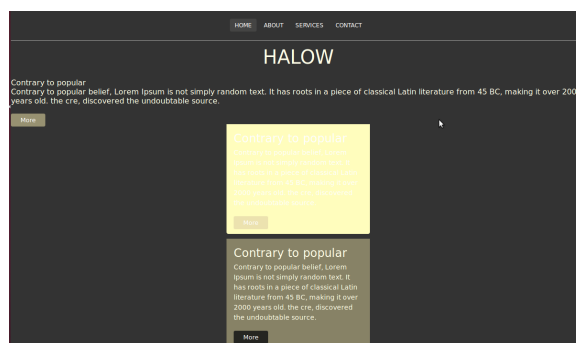 HOME ABOUT SERVICES CONTACT
HALOW
Contrary to popular
Contrary to popular belief, Lorem Ipsum is not simply random text. It has roots in a piece of classical Latin literature from 45 BC, making it over 200
years old. the cre, discovered the undoubtable source.
More
Contrary to popular
More
Contrary to popular
Contrary to popular belief, Lorem
Ipsum is not simply random text. It
has roots in a piece of classical Latin
literature from 45 BC, making it over
2000 years old. the cre, discovered
the undoubtable source.
More